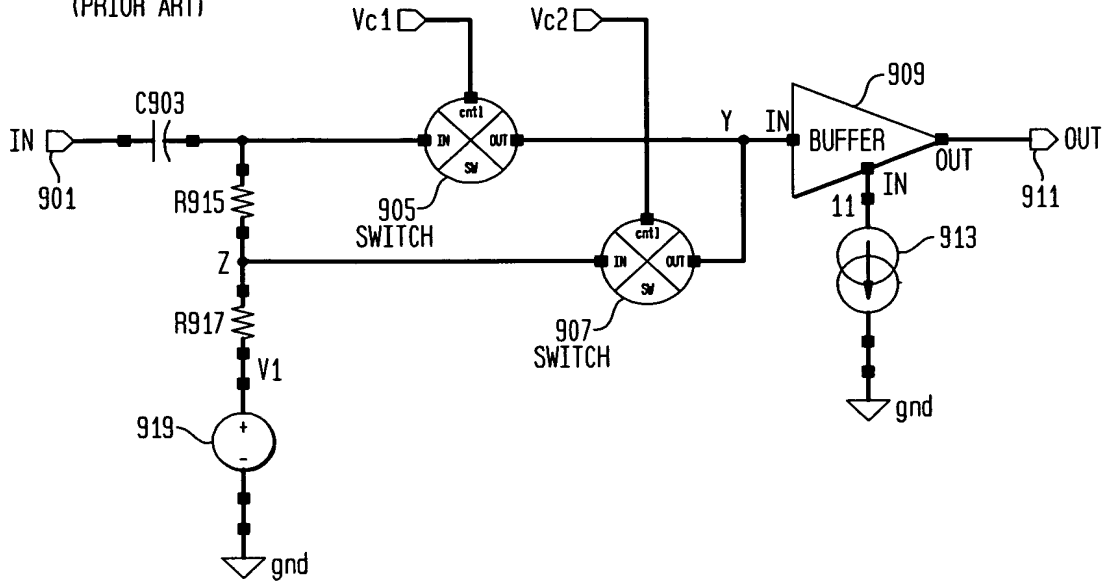 (PRIOR ART)
Vc1
Vc2
C903
909
IN
cntl
IN
OUT
SW
Y
IN
BUFFER
OUT
OUT
901
R915
905
SWITCH
IN
11
911
cntl
IN
OUT
SW
913
Z
R917
907
SWITCH
V1
919
+
-
gnd
gnd